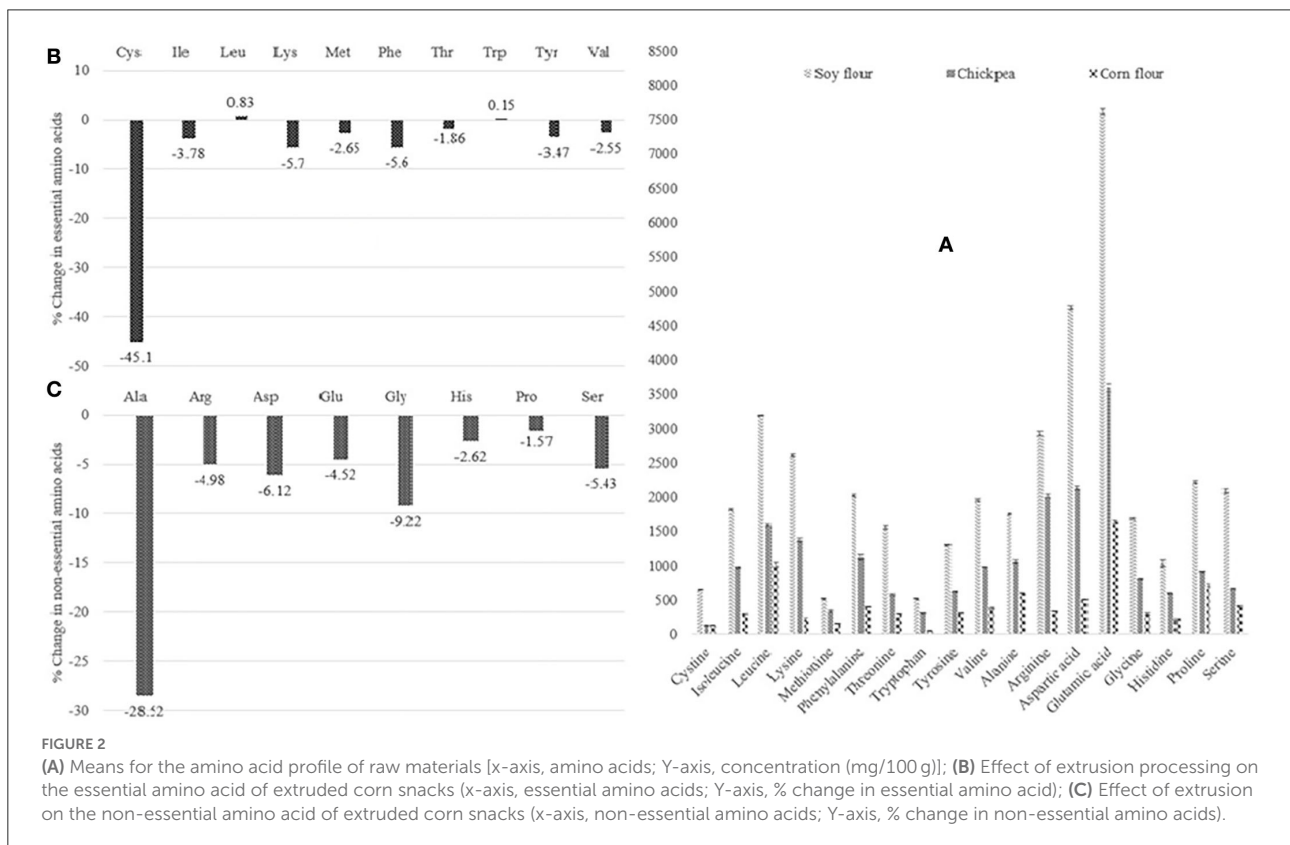 B
Cys Ile Leu Lys Met Phe Thr Trp Tyr Val
10
0
-10
-20
-30
-40
-50
% Change in essential amino acids
0.83 0.15
-3.78 -5.7 -2.65 -5.6 -1.86 -3.47 -2.55
-45.1
C
Ala Arg Asp Glu Gly His Pro Ser
0
-5
-10
-15
-20
-25
-30
% Change in non-essential amino acids
-4.98 -6.12 -4.52 -9.22 -2.62 -1.57 -5.43
-28.52
A
Soy flour Chickpea Corn flour
8500
8000
7500
7000
6500
6000
5500
5000
4500
4000
3500
3000
2500
2000
1500
1000
500
0
Cystine
Isoleucine
Leucine
Lysine
Methionine
Phenylalanine
Threonine
Tryptophan
Tyrosine
Valine
Alanine
Arginine
Aspartic acid
Glutamic acid
Glycine
Histidine
Proline
Serine
FIGURE 2
(A) Means for the amino acid profile of raw materials [x-axis, amino acids; Y-axis, concentration (mg/100 g)]; (B) Effect of extrusion processing on
the essential amino acid of extruded corn snacks (x-axis, essential amino acids; Y-axis, % change in essential amino acid); (C) Effect of extrusion
on the non-essential amino acid of extruded corn snacks (x-axis, non-essential amino acids; Y-axis, % change in non-essential amino acids).